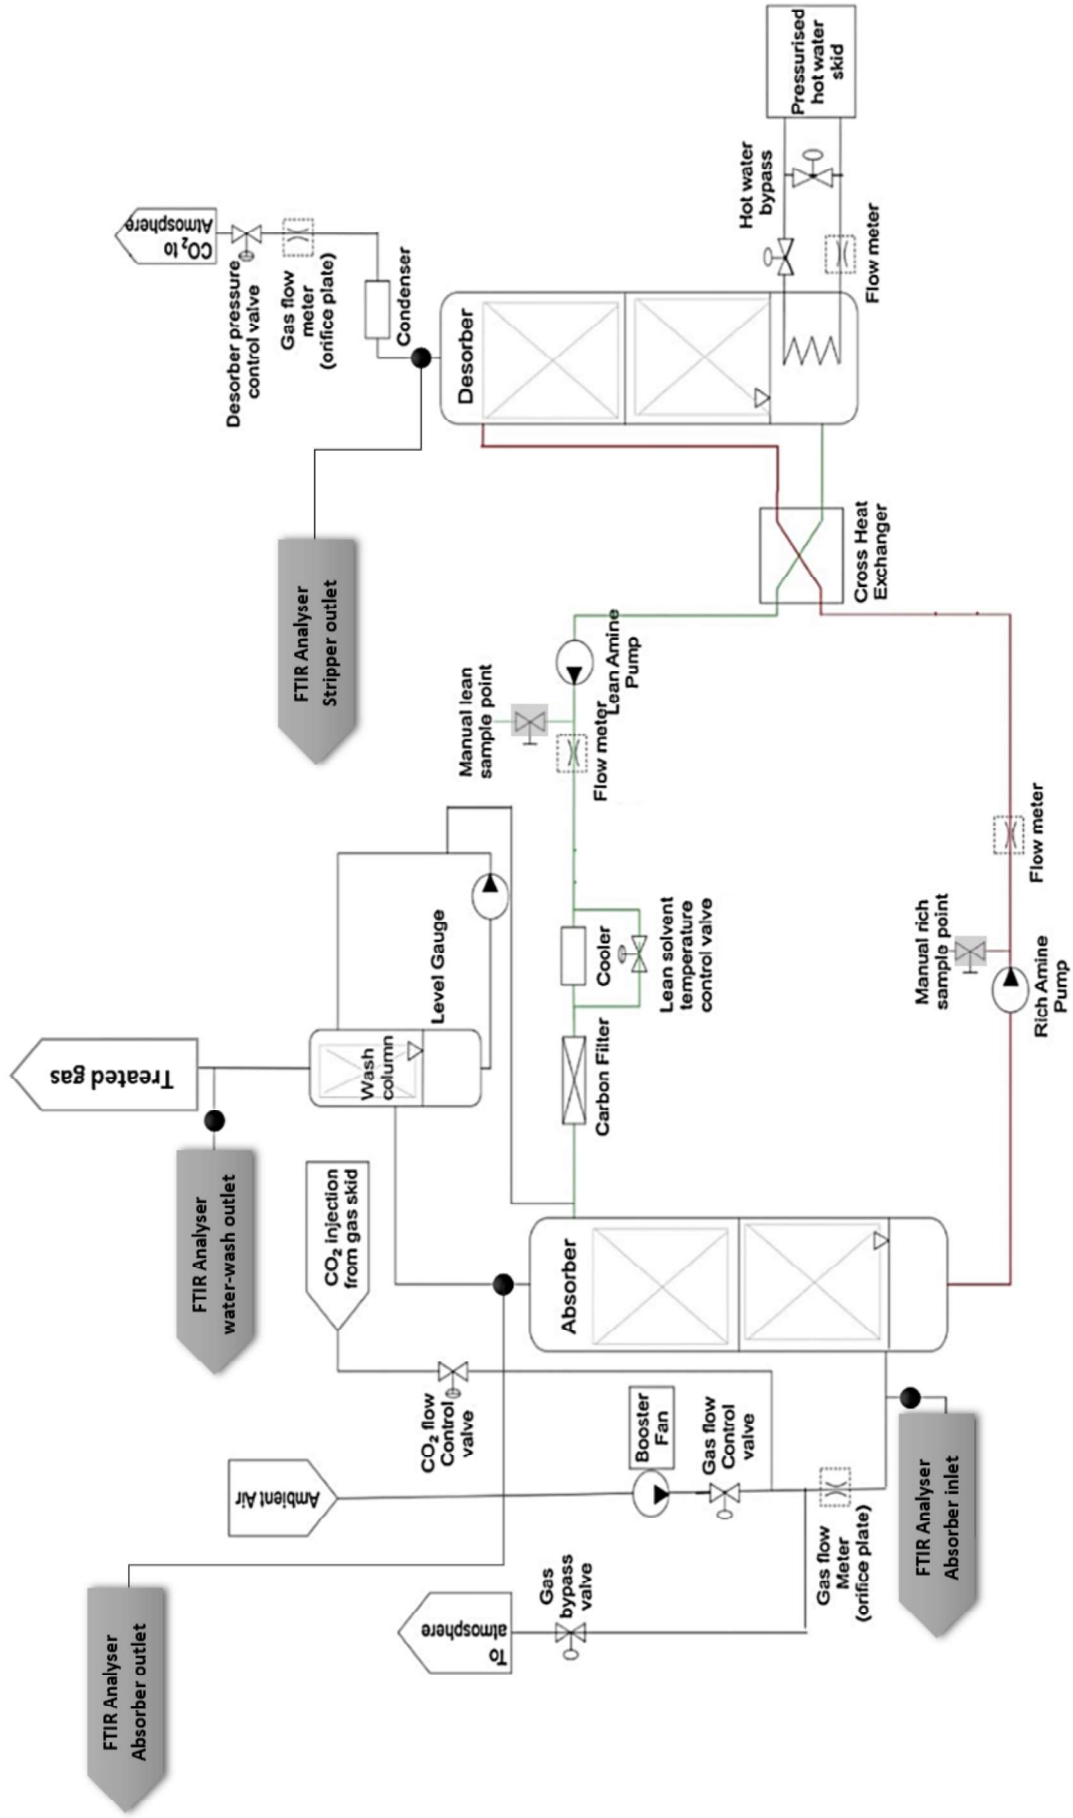 FTIR Analyser
Absorber outlet
To
atmosphere
Gas
bypass
valve
Ambient Air
Booster
Fan
Gas flow
Control
valve
Gas flow
Meter
(orifice plate)
FTIR Analyser
Absorber inlet
CO2 flow
Control
valve
CO2 injection
from gas skid
FTIR Analyser
water-wash outlet
Treated gas
Wash
column
Level Gauge
Absorber
Carbon Filter
Cooler
Lean solvent
temperature
control valve
Flow meter
Manual lean
sample point
Lean Amine
Pump
Rich Amine
Pump
Manual rich
sample point
Flow meter
Cross Heat
Exchanger
FTIR Analyser
Stripper outlet
Desorber
Condenser
Gas flow
meter
(orifice plate)
Desorber pressure
control valve
CO2 to
Atmosphere
Flow meter
Hot water
bypass
Pressurised
hot water
skid